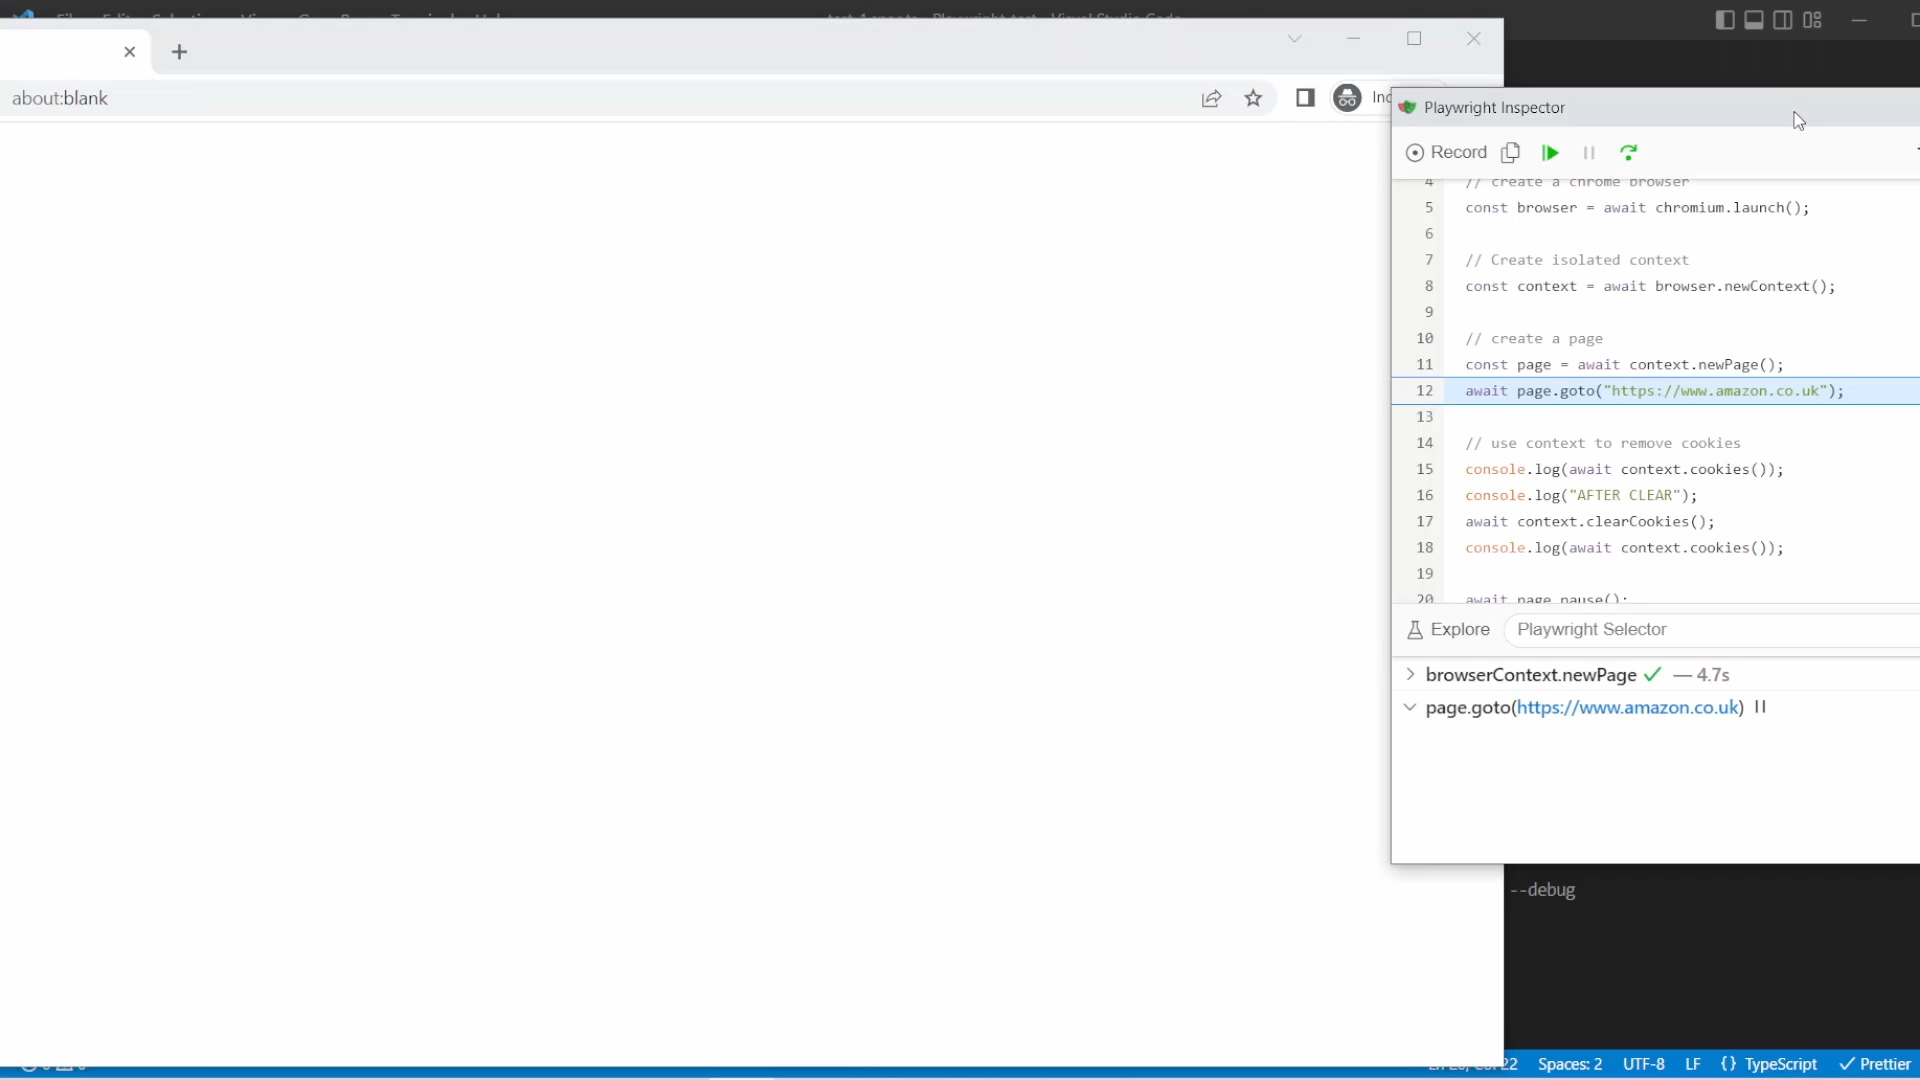 about:blank
Playwright Inspector
Record
4 // create a chrome browser
5 const browser = await chromium.launch();
6
7 // Create isolated context
8 const context = await browser.newContext();
9
10 // create a page
11 const page = await context.newPage();
12 await page.goto("https://www.amazon.co.uk");
13
14 // use context to remove cookies
15 console.log(await context.cookies());
16 console.log("AFTER CLEAR");
17 await context.clearCookies();
18 console.log(await context.cookies());
19
20 await page.pause();
Explore Playwright Selector
browserContext.newPage — 4.7s
page.goto(https://www.amazon.co.uk)
--debug
Spaces: 2 UTF-8 LF {} TypeScript Prettier